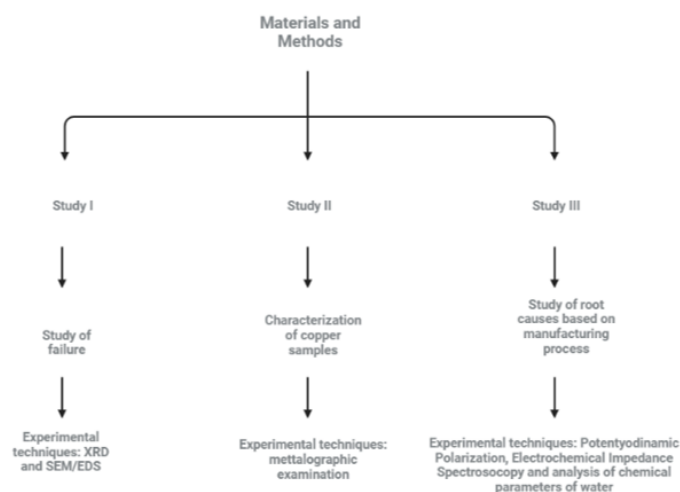 Materials and
Methods
Study I
Study II
Study III
Study of
failure
Characterization
of copper
samples
Study of root
causes based on
manufacturing
process
Experimental
techniques: XRD
and SEM/EDS
Experimental techniques:
mettalographic
examination
Experimental techniques: Potentyodinamic
Polarization, Electrochemical Impedance
Spectrosocopy and analysis of chemical
parameters of water